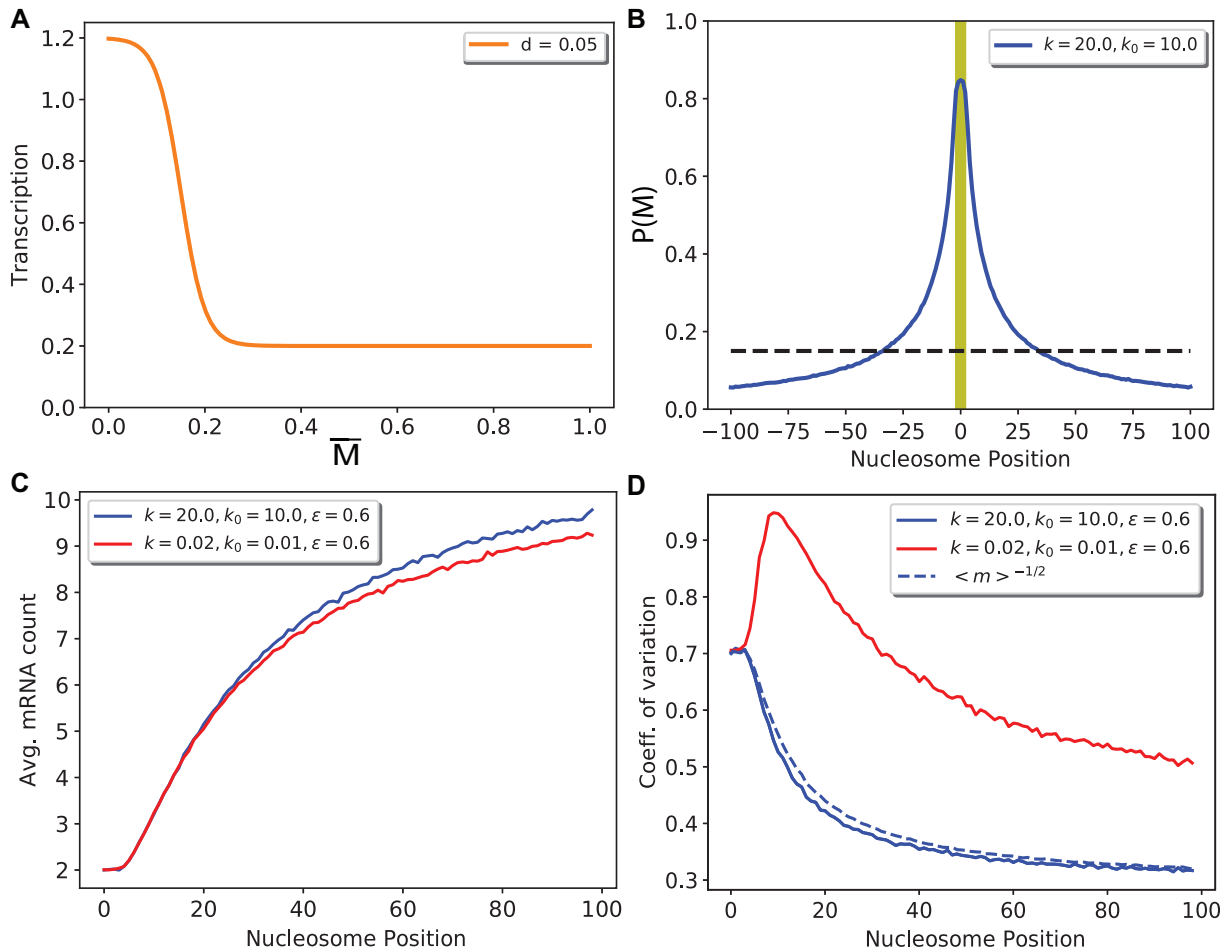 A
Transcription
1.2
1.0
0.8
0.6
0.4
0.2
0.0
d = 0.05
0.0 0.2 0.4 0.6 0.8 1.0
M̅
B
P(M)
1.0
0.8
0.6
0.4
0.2
0.0
k = 20.0, k₀ = 10.0
−100 −75 −50 −25 0 25 50 75 100
Nucleosome Position
C
Avg. mRNA count
10
9
8
7
6
5
4
3
2
k = 20.0, k₀ = 10.0, ε = 0.6
k = 0.02, k₀ = 0.01, ε = 0.6
0 20 40 60 80 100
Nucleosome Position
D
Coeff. of variation
0.9
0.8
0.7
0.6
0.5
0.4
0.3
k = 20.0, k₀ = 10.0, ε = 0.6
k = 0.02, k₀ = 0.01, ε = 0.6
< m > ^−1/2
0 20 40 60 80 100
Nucleosome Position